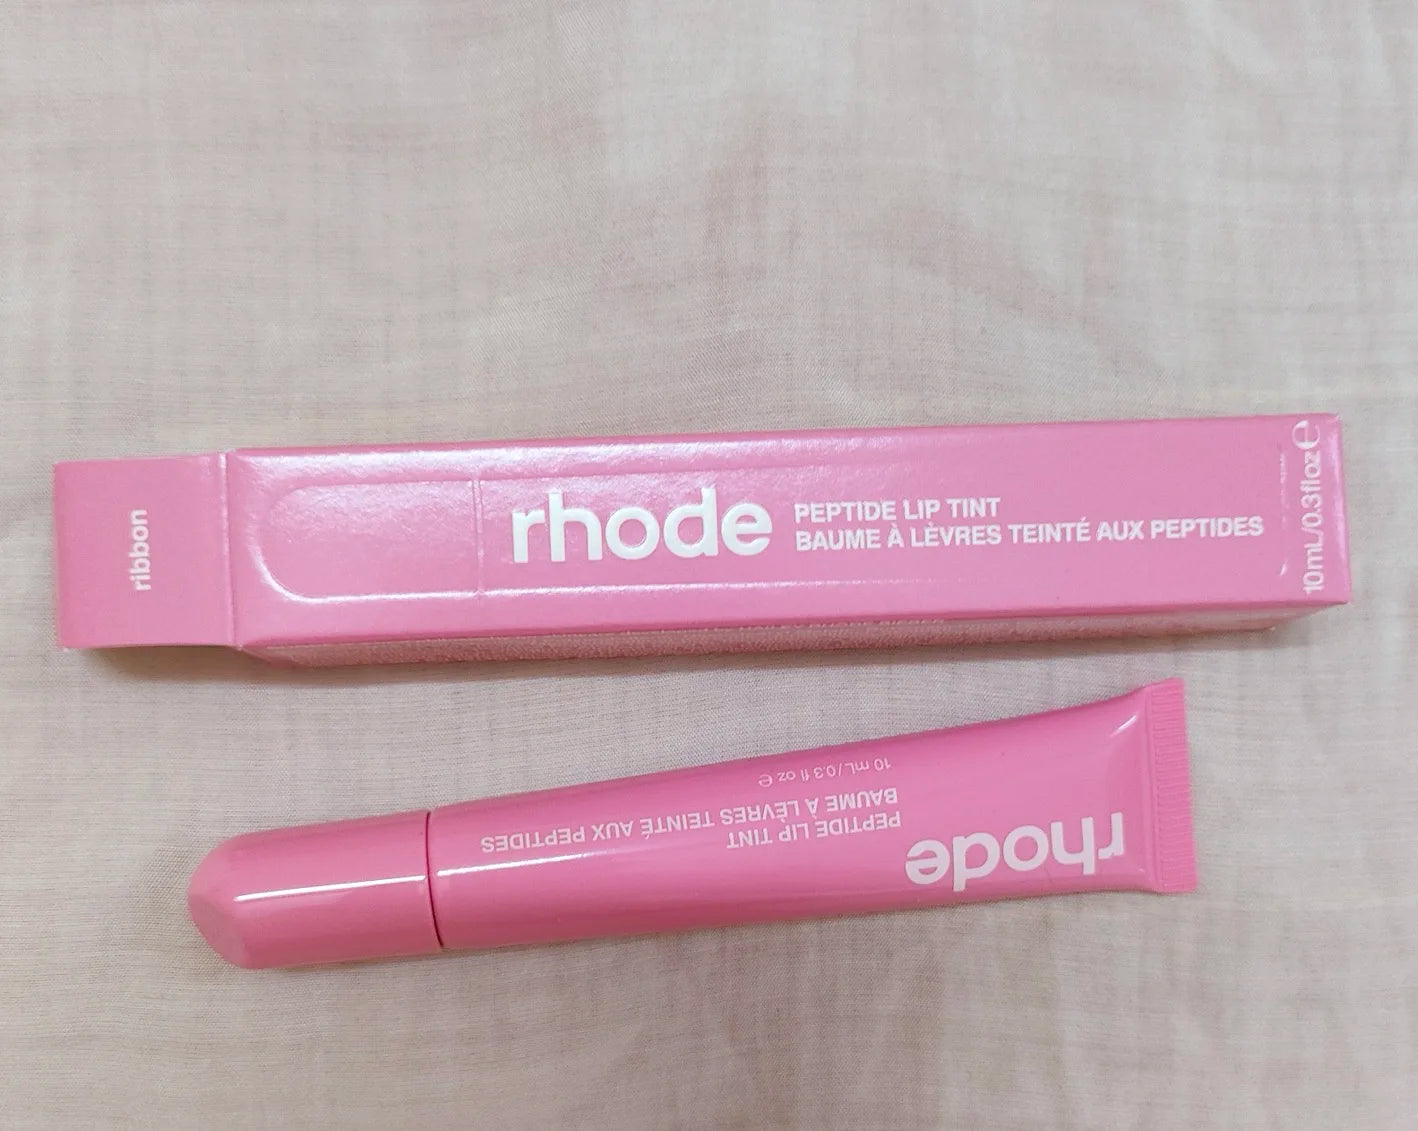 ribbon
rhode
PEPTIDE LIP TINT
BAUME À LÈVRES TEINTÉ AUX PEPTIDES
10mL/0.3floz℮
rhode
PEPTIDE LIP TINT
BAUME À LÈVRES TEINTÉ AUX PEPTIDES
10 mL/0.3 fl oz ℮